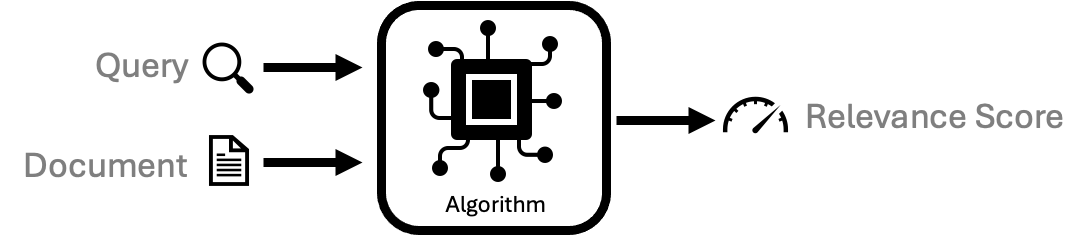 Query
Document
Algorithm
Relevance Score